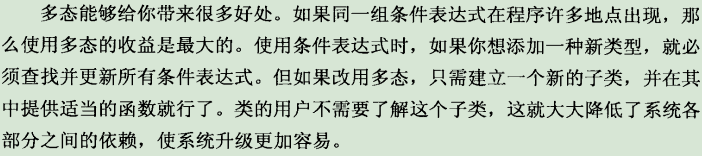 多态能够给你带来很多好处。如果同一组条件表达式在程序许多地点出现，那
么使用多态的收益是最大的。使用条件表达式时，如果你想添加一种新类型，就必
须查找并更新所有条件表达式。但如果改用多态，只需建立一个新的子类，并在其
中提供适当的函数就行了。类的用户不需要了解这个子类，这就大大降低了系统各
部分之间的依赖，使系统升级更加容易。